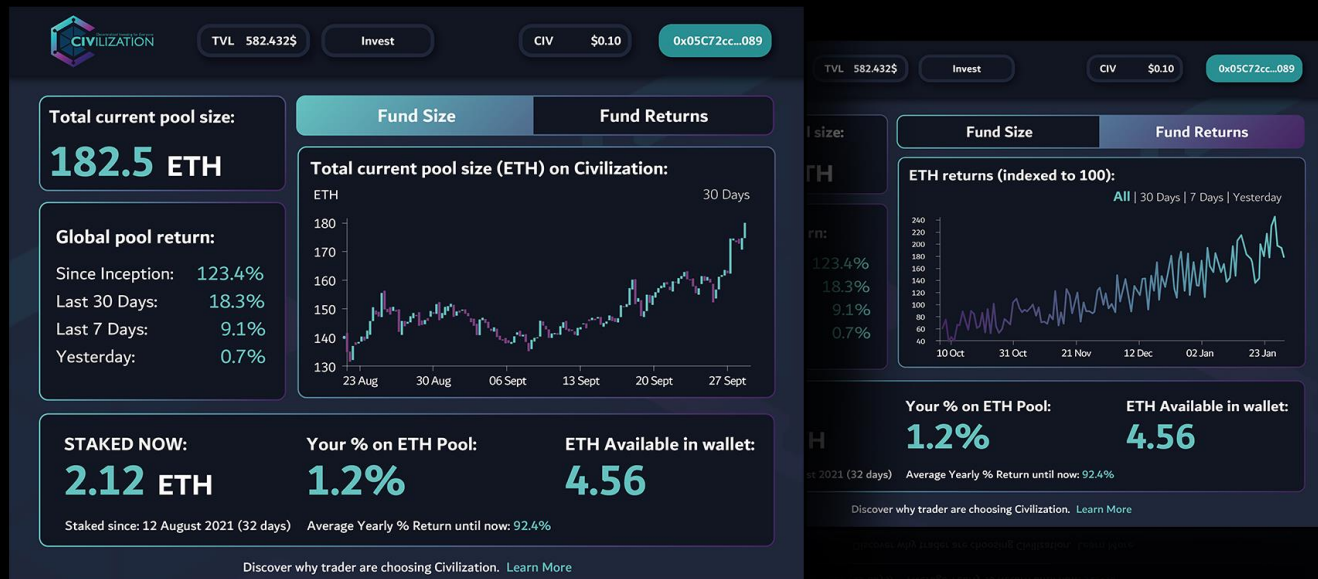 CIVILIZATION
TVL 582.432$
Invest
CIV $0.10
0x05C72cc...089
Total current pool size:
182.5 ETH
Fund Size
Fund Returns
Total current pool size (ETH) on Civilization:
ETH
30 Days
180
170
160
150
140
130
23 Aug
30 Aug
06 Sept
13 Sept
20 Sept
27 Sept
Global pool return:
Since Inception: 123.4%
Last 30 Days: 18.3%
Last 7 Days: 9.1%
Yesterday: 0.7%
STAKED NOW:
2.12 ETH
Staked since: 12 August 2021 (32 days)
Your % on ETH Pool:
1.2%
Average Yearly % Return until now: 92.4%
ETH Available in wallet:
4.56
Discover why trader are choosing Civilization. Learn More
TVL 582.432$
Invest
CIV $0.10
0x05C72cc...089
size:
TH
Fund Size
Fund Returns
ETH returns (indexed to 100):
All | 30 Days | 7 Days | Yesterday
240
220
200
180
160
140
120
100
80
60
40
10 Oct
31 Oct
21 Nov
12 Dec
02 Jan
23 Jan
rn:
123.4%
18.3%
9.1%
0.7%
H
st 2021 (32 days)
Your % on ETH Pool:
1.2%
Average Yearly % Return until now: 92.4%
ETH Available in wallet:
4.56
Discover why trader are choosing Civilization. Learn More